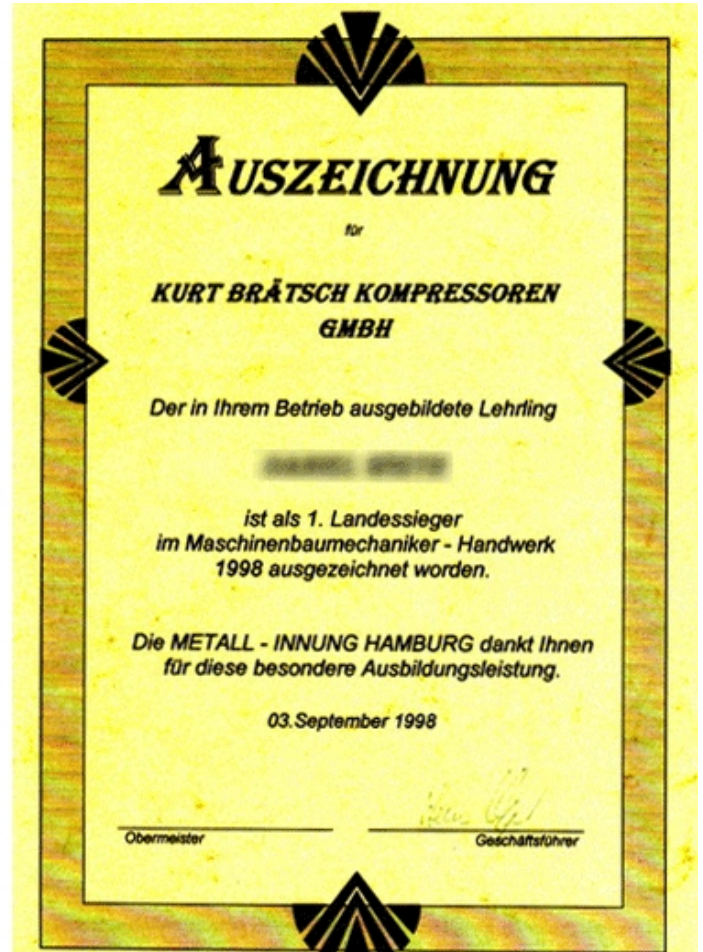 AUSZEICHNUNG
für
KURT BRÄTSCH KOMPRESSOREN
GMBH
Der in Ihrem Betrieb ausgebildete Lehrling
ist als 1. Landessieger
im Maschinenbaumechaniker - Handwerk
1998 ausgezeichnet worden.
Die METALL - INNUNG HAMBURG dankt Ihnen
für diese besondere Ausbildungsleistung.
03.September 1998
Obermeister
Geschäftsführer